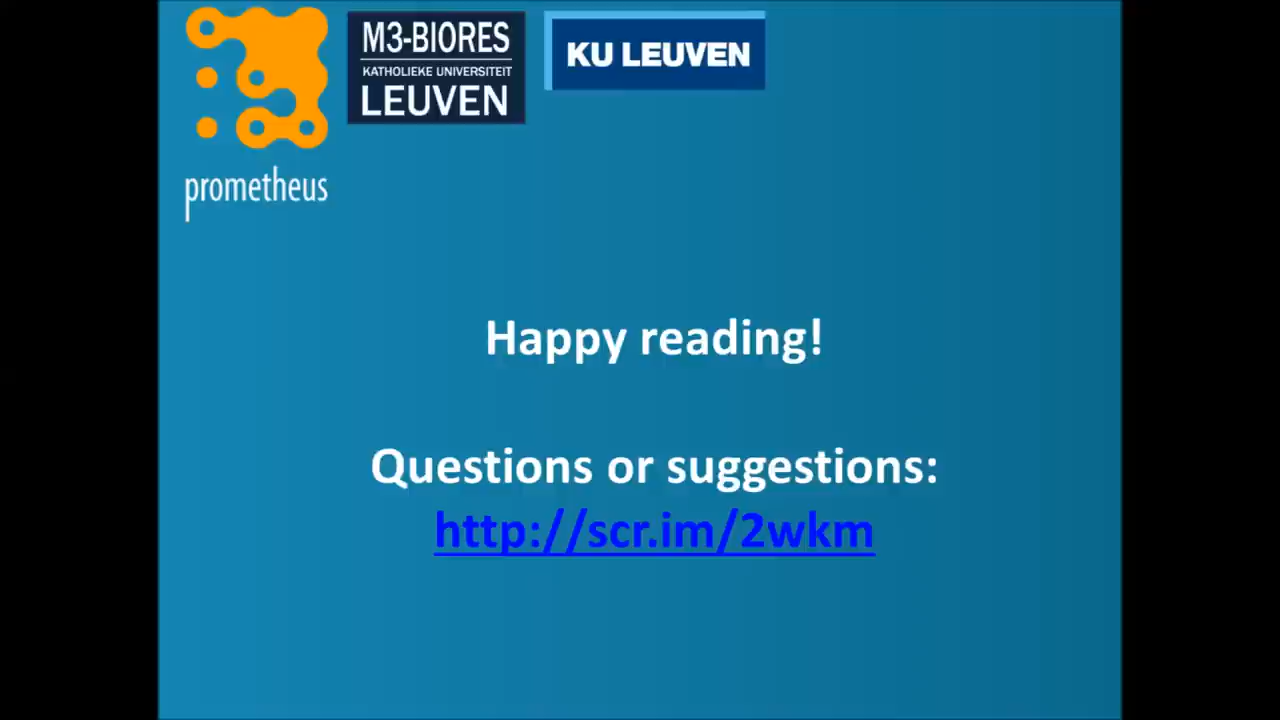 M3-BIORES
KATHOLIEKE UNIVERSITEIT
LEUVEN
KU LEUVEN
prometheus
Happy reading!
Questions or suggestions:
http://scr.im/2wkm